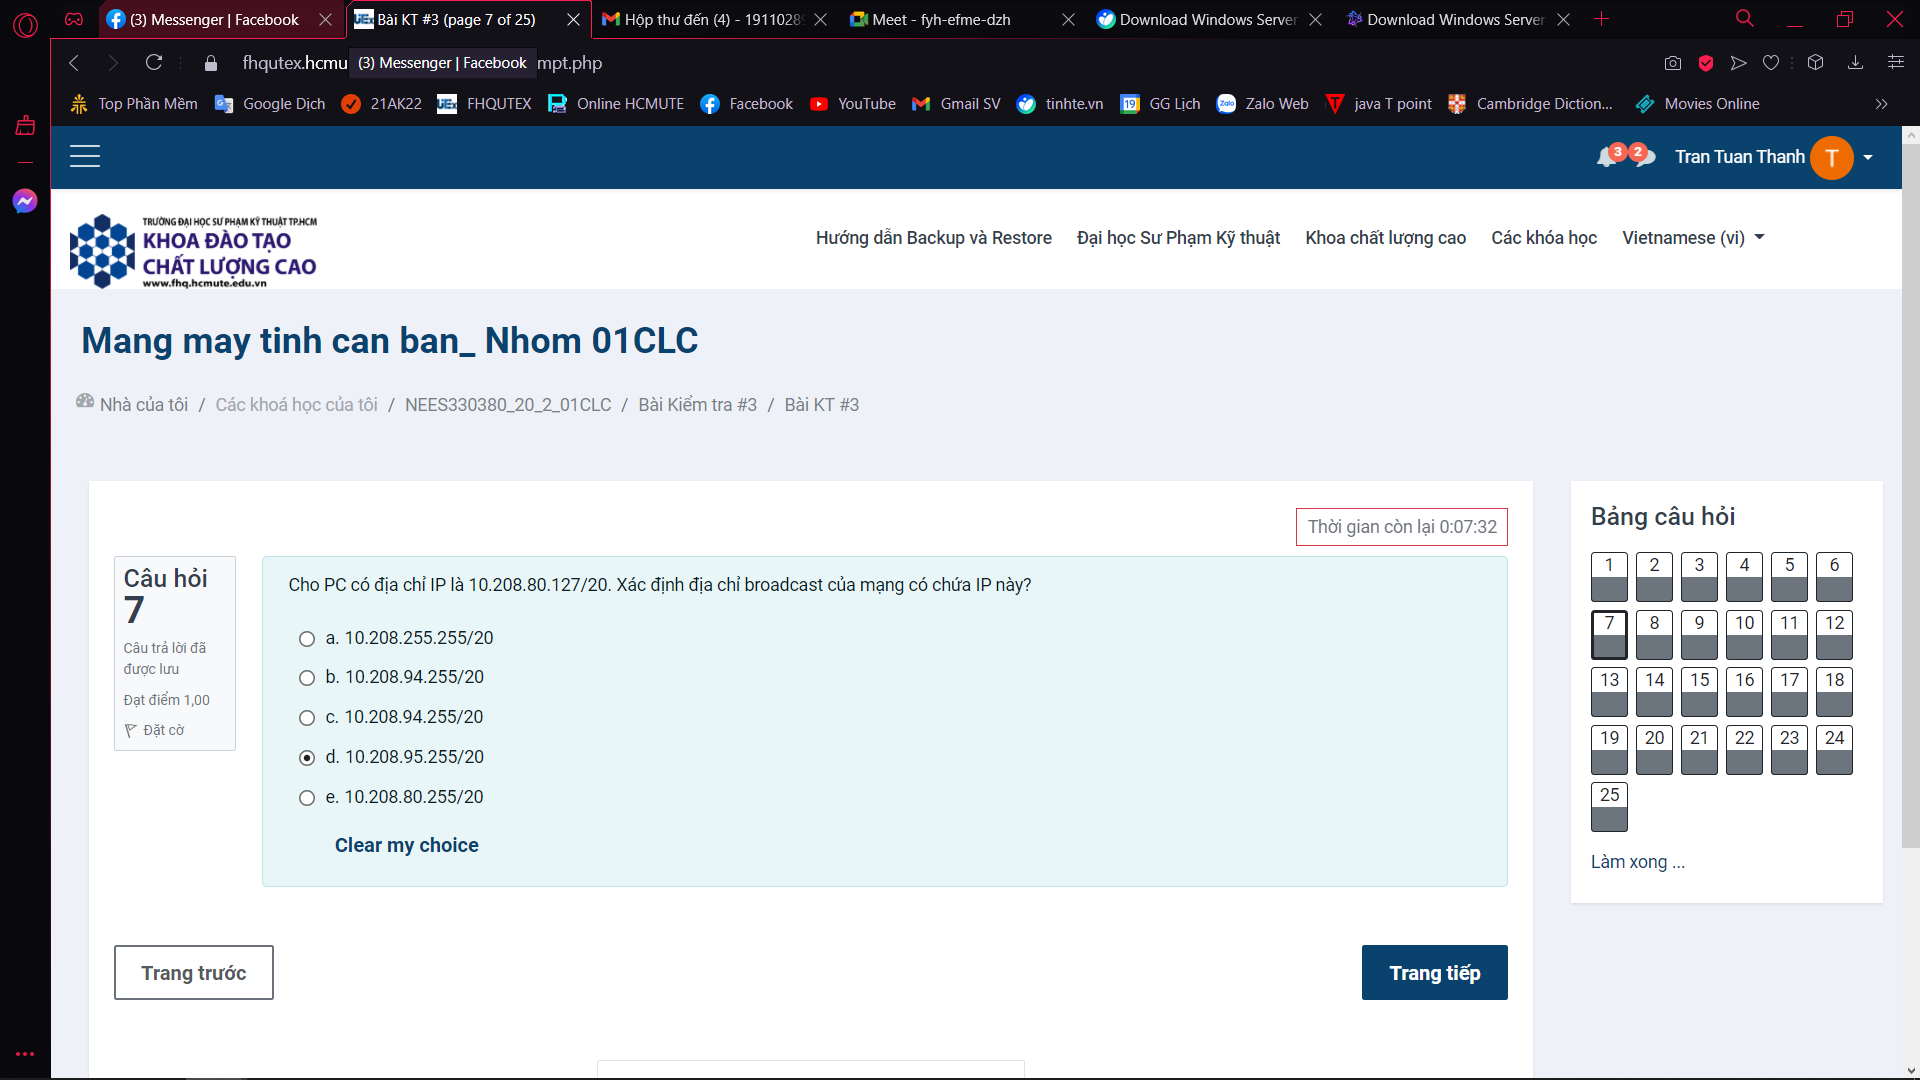 (3) Messenger | Facebook
Bài KT #3 (page 7 of 25)
Hộp thư đến (4) - 1911028
Meet - fyh-efme-dzh
Download Windows Server
Download Windows Server
fhqutex.hcmu
(3) Messenger | Facebook
mpt.php
Top Phần Mềm
Google Dịch
21AK22
FHQUTEX
Online HCMUTE
Facebook
YouTube
Gmail SV
tinhte.vn
19 GG Lịch
Zalo Zalo Web
java T point
Cambridge Diction...
Movies Online
3 2 Tran Tuan Thanh T
TRƯỜNG ĐẠI HỌC SƯ PHẠM KỸ THUẬT TP.HCM
KHOA ĐÀO TẠO
CHẤT LƯỢNG CAO
www.fhq.hcmute.edu.vn
Hướng dẫn Backup và Restore
Đại học Sư Phạm Kỹ thuật
Khoa chất lượng cao
Các khóa học
Vietnamese (vi)
Mang may tinh can ban_ Nhom 01CLC
Nhà của tôi / Các khoá học của tôi / NEES330380_20_2_01CLC / Bài Kiểm tra #3 / Bài KT #3
Thời gian còn lại 0:07:32
Câu hỏi
7
Câu trả lời đã
được lưu
Đạt điểm 1,00
Đặt cờ
Cho PC có địa chỉ IP là 10.208.80.127/20. Xác định địa chỉ broadcast của mạng có chứa IP này?
a. 10.208.255.255/20
b. 10.208.94.255/20
c. 10.208.94.255/20
d. 10.208.95.255/20
e. 10.208.80.255/20
Clear my choice
Trang trước
Trang tiếp
Bảng câu hỏi
1 2 3 4 5 6
7 8 9 10 11 12
13 14 15 16 17 18
19 20 21 22 23 24
25
Làm xong ...